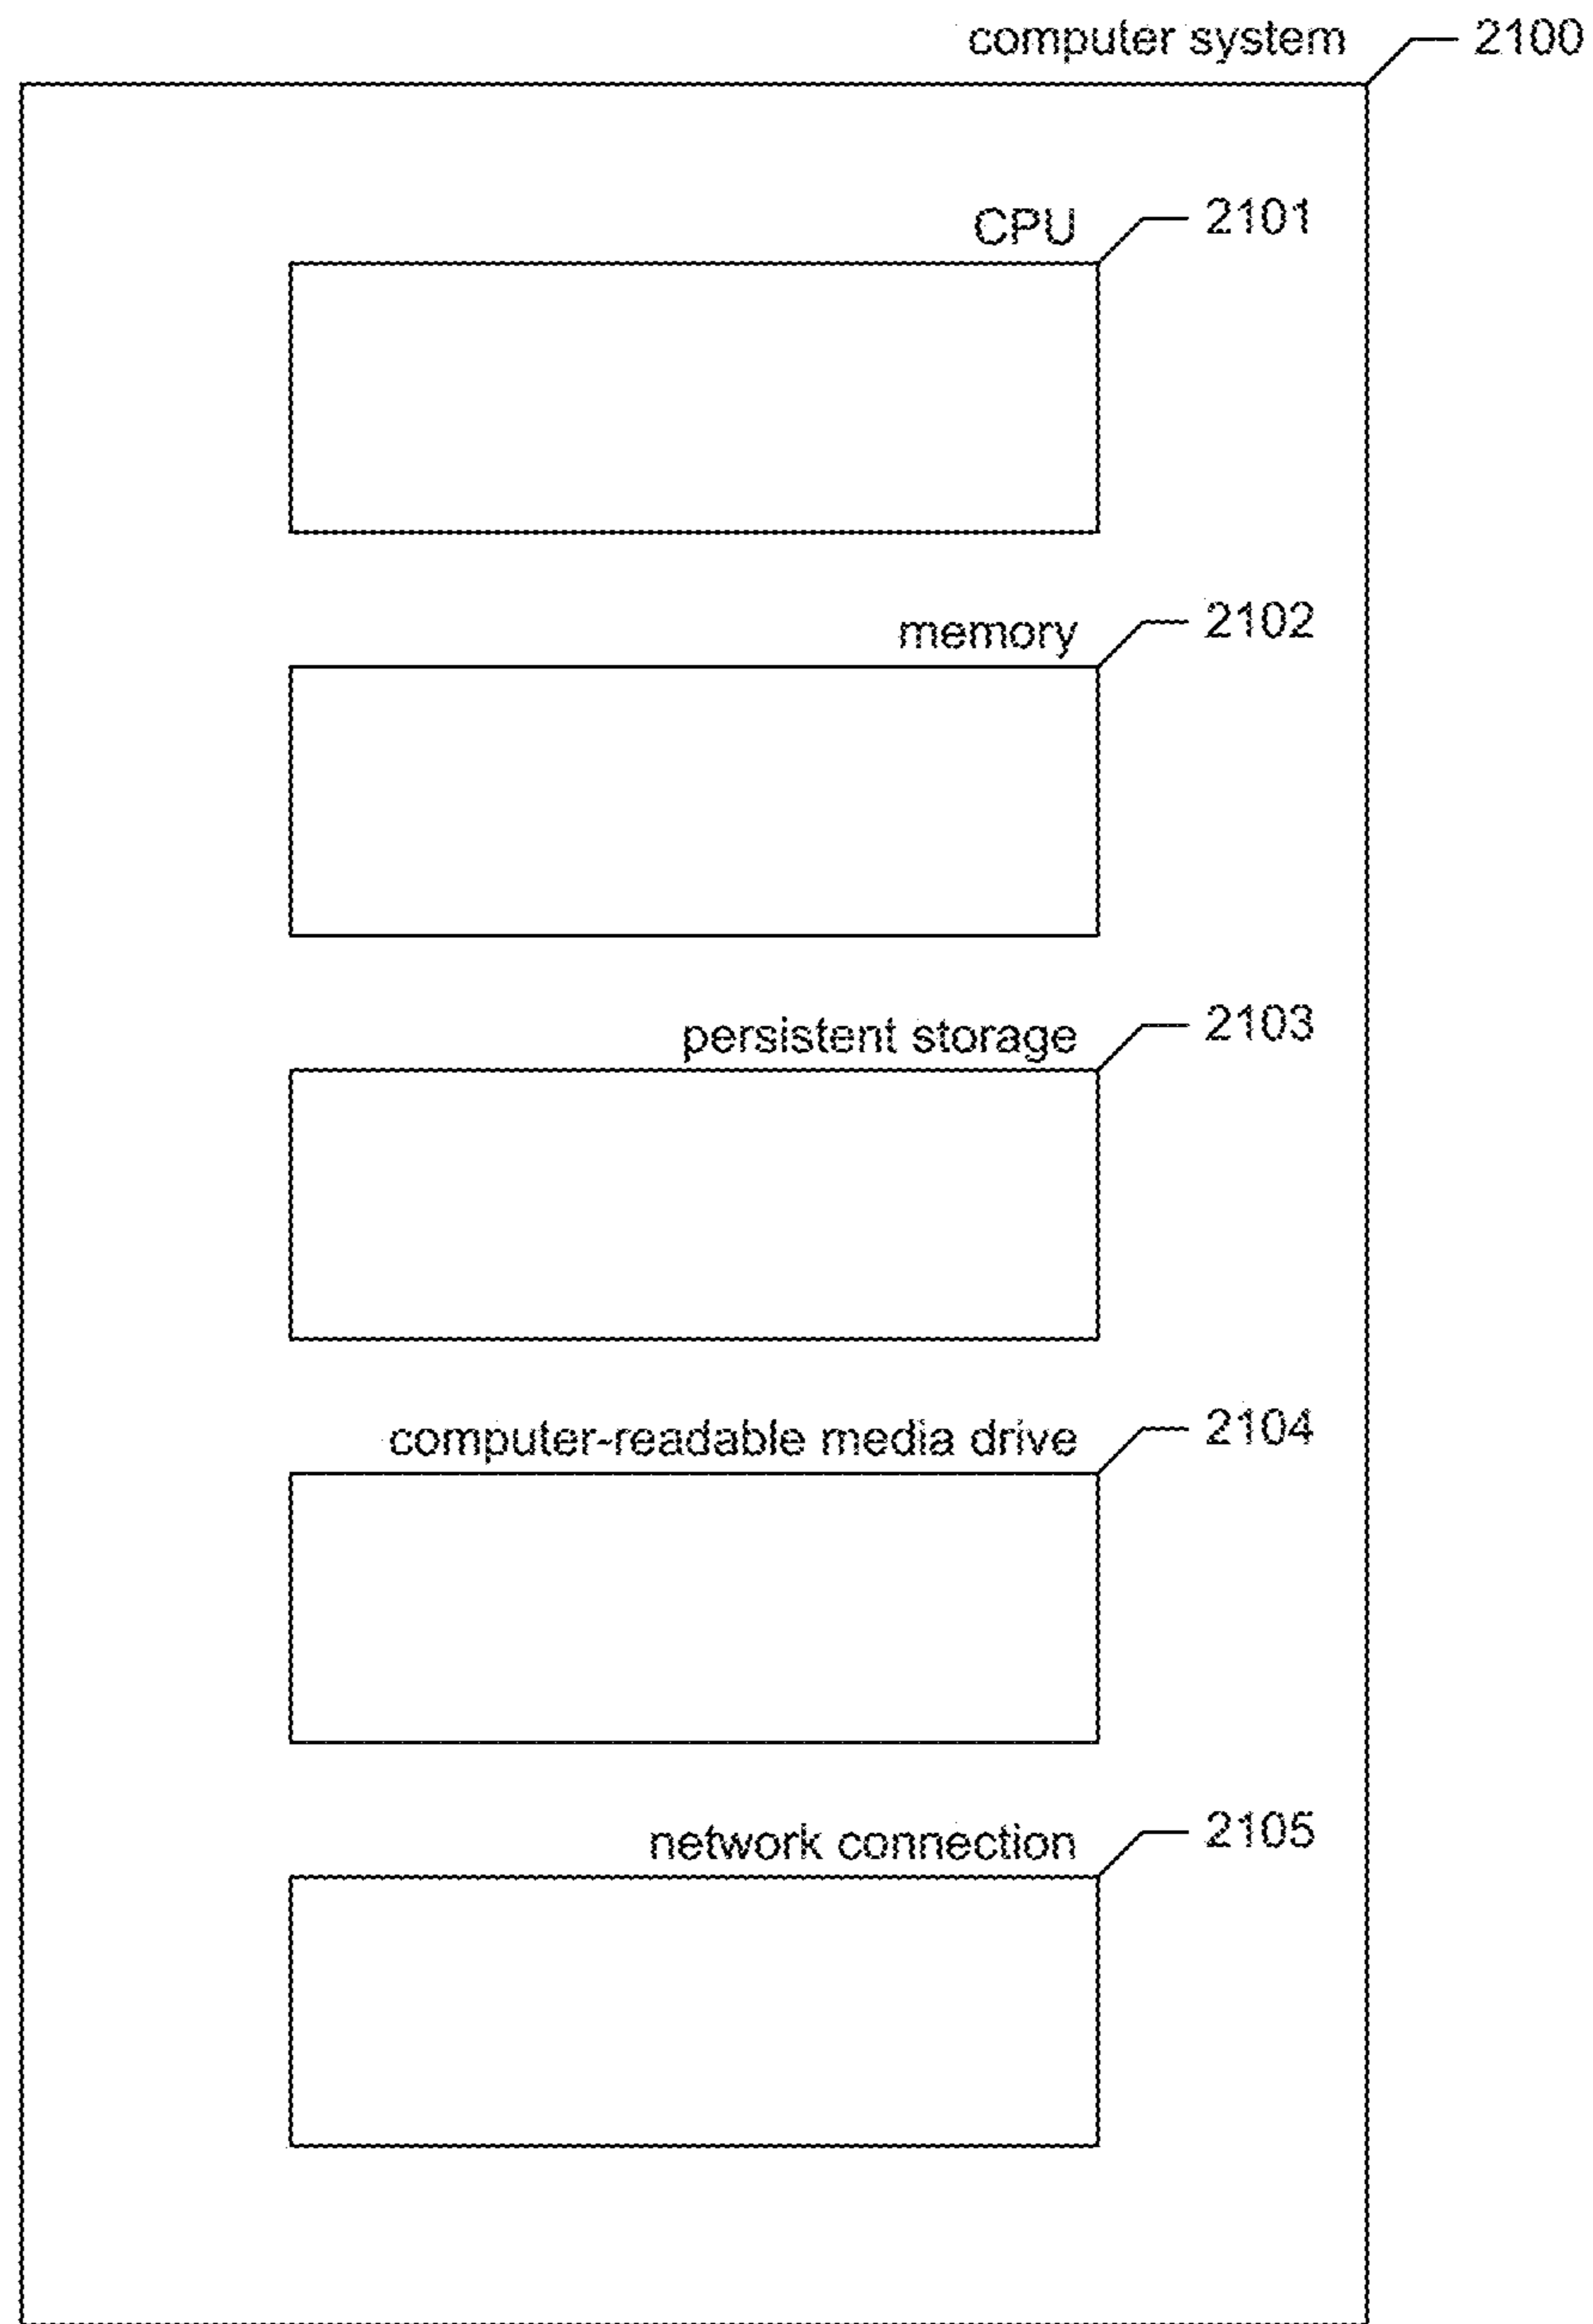 computer system 2100
CPU 2101
memory 2102
persistent storage 2103
computer-readable media drive 2104
network connection 2105